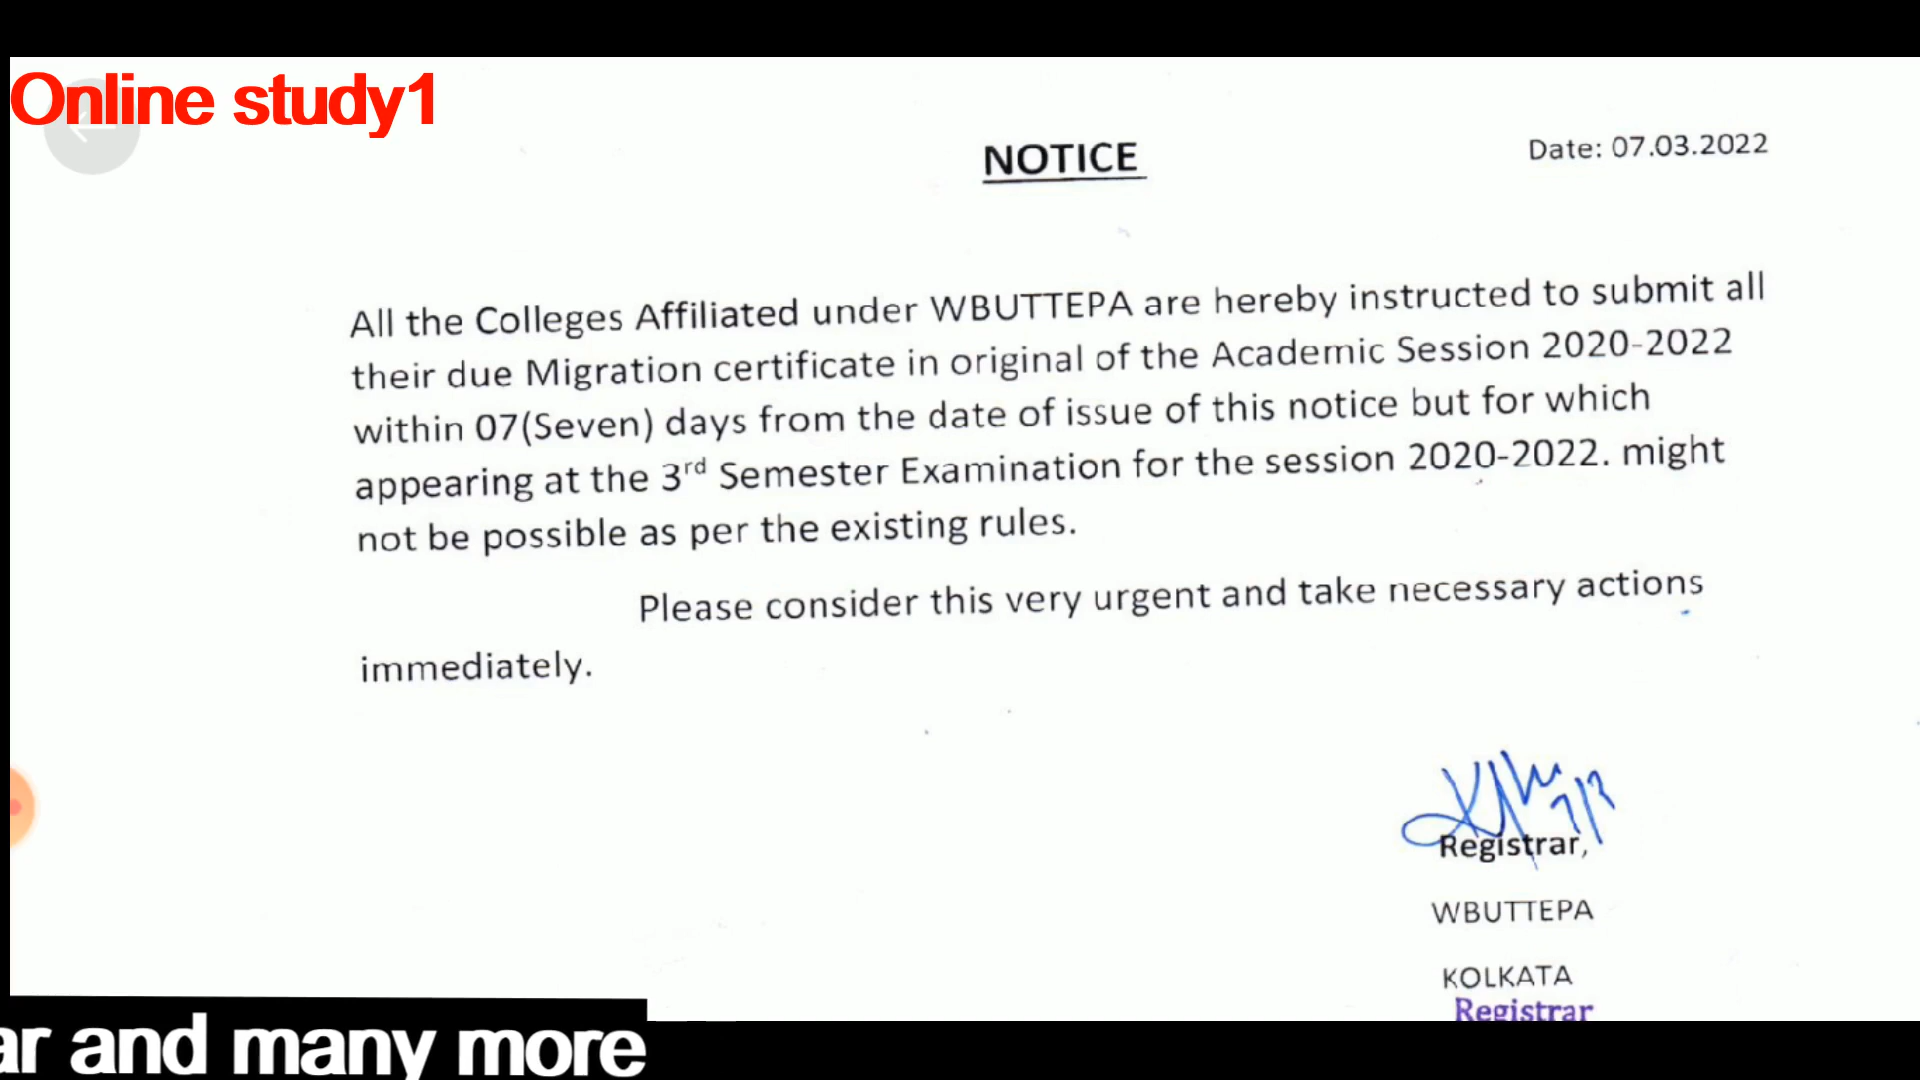 Online study1
NOTICE
Date: 07.03.2022
All the Colleges Affiliated under WBUTTEPA are hereby instructed to submit all
their due Migration certificate in original of the Academic Session 2020-2022
within 07(Seven) days from the date of issue of this notice but for which
appearing at the 3rd Semester Examination for the session 2020-2022. might
not be possible as per the existing rules.
Please consider this very urgent and take necessary actions
immediately.
7/3
Registrar,
WBUTTEPA
KOLKATA
Registrar
and many more